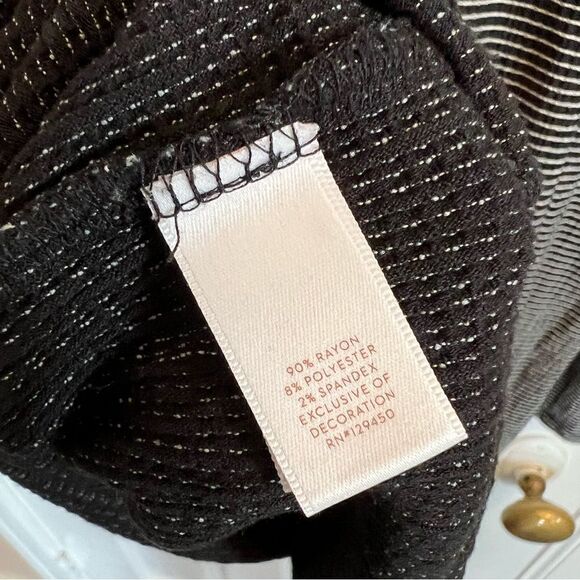 90% RAYON
8% POLYESTER
2% SPANDEX
EXCLUSIVE OF
DECORATION
RN#129450